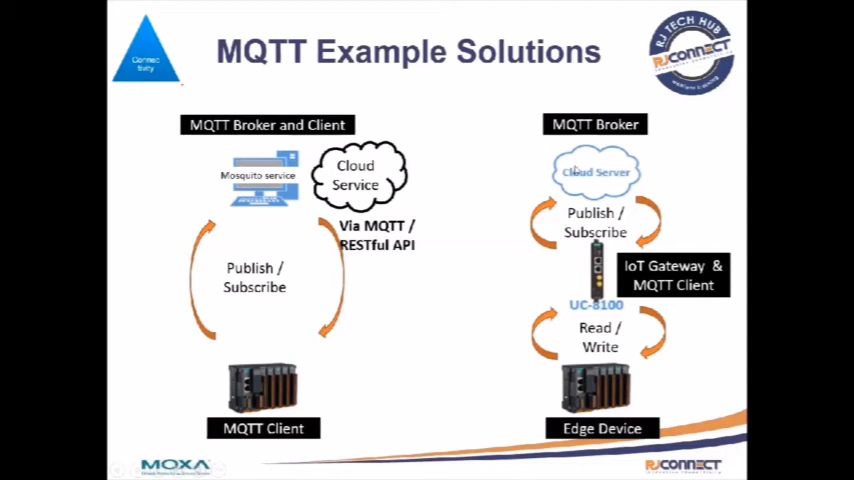 Connec
tivity
MQTT Example Solutions
RJ TECH HUB
RJCONNECT
MQTT Broker and Client
Mosquito service
Cloud
Service
Via MQTT /
RESTful API
Publish /
Subscribe
MQTT Client
MQTT Broker
Cloud Server
Publish /
Subscribe
IoT Gateway &
MQTT Client
UC-8100
Read /
Write
Edge Device
MOXA
RJCONNECT